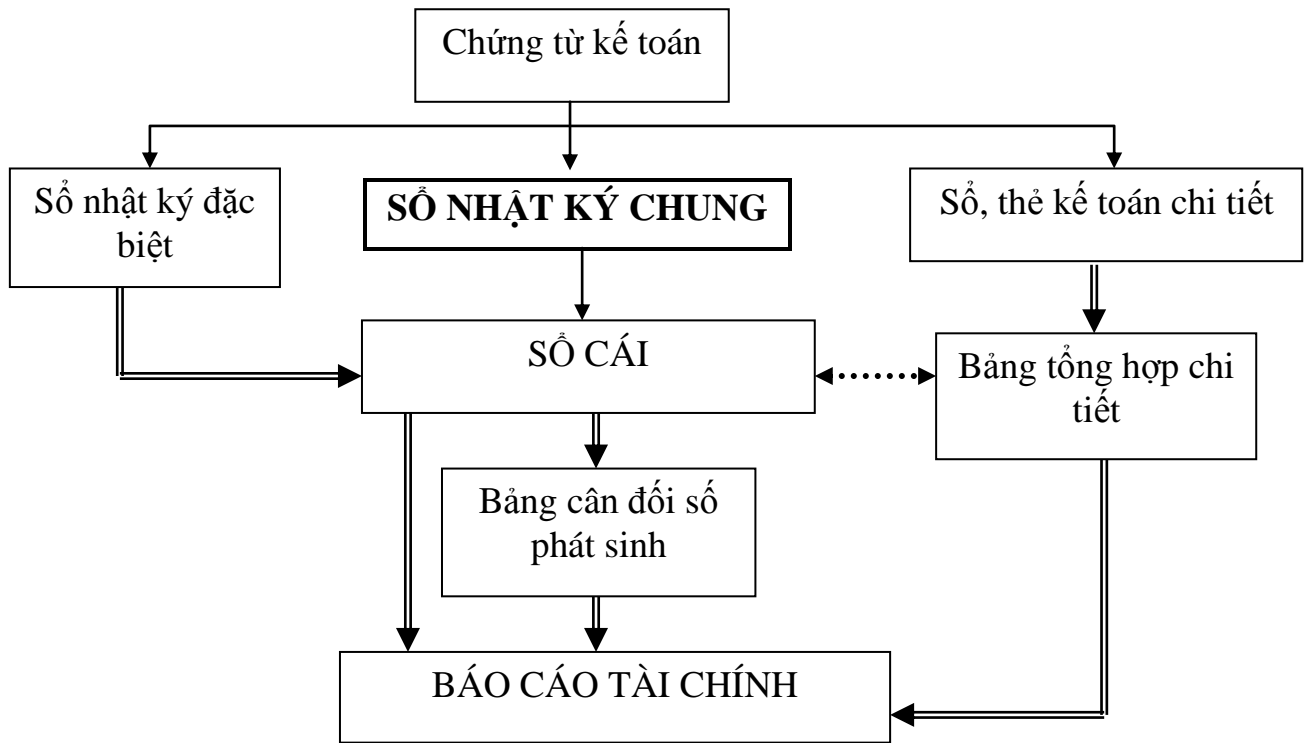 Chứng từ kế toán
Sổ nhật ký đặc
biệt
SỔ NHẬT KÝ CHUNG
Sổ, thẻ kế toán chi tiết
SỔ CÁI
Bảng tổng hợp chi
tiết
Bảng cân đối số
phát sinh
BÁO CÁO TÀI CHÍNH